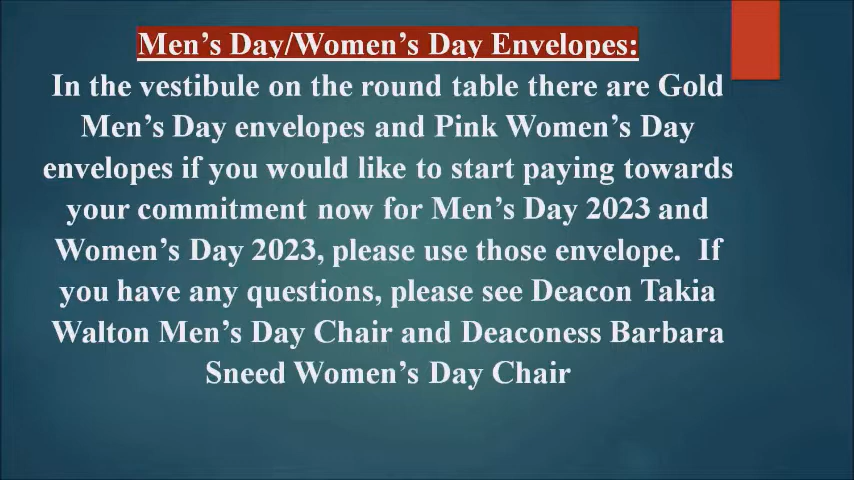 Men’s Day/Women’s Day Envelopes:
In the vestibule on the round table there are Gold
Men’s Day envelopes and Pink Women’s Day
envelopes if you would like to start paying towards
your commitment now for Men’s Day 2023 and
Women’s Day 2023, please use those envelope.  If
you have any questions, please see Deacon Takia
Walton Men’s Day Chair and Deaconess Barbara
Sneed Women’s Day Chair